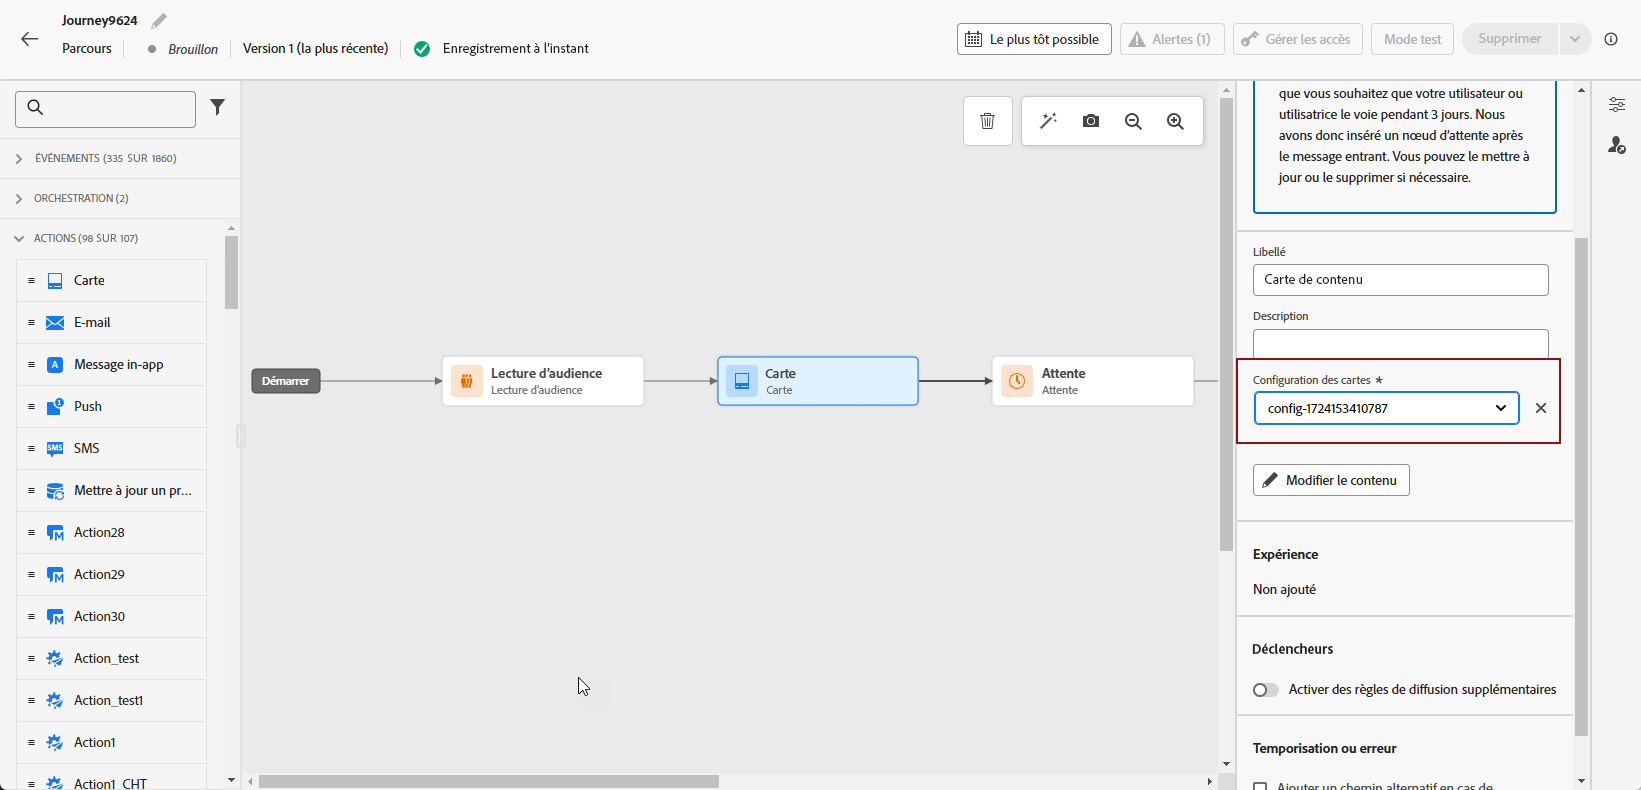 Journey9624
Parcours
Brouillon
Version 1 (la plus récente)
Enregistrement à l’instant
Le plus tôt possible
Alertes (1)
Gérer les accès
Mode test
Supprimer
ÉVÉNEMENTS (335 SUR 1860)
ORCHESTRATION (2)
ACTIONS (98 SUR 107)
Carte
E-mail
A
Message in-app
1
Push
SMS
SMS
Mettre à jour un pr...
M
Action28
M
Action29
M
Action30
Action_test
Action_test1
Action1
Action1_CHT
Démarrer
Lecture d’audience
Lecture d’audience
Carte
Carte
Attente
Attente
que vous souhaitez que votre utilisateur ou
utilisatrice le voie pendant 3 jours. Nous
avons donc inséré un nœud d’attente après
le message entrant. Vous pouvez le mettre à
jour ou le supprimer si nécessaire.
Libellé
Carte de contenu
Description
Configuration des cartes *
config-1724153410787
Modifier le contenu
Expérience
Non ajouté
Déclencheurs
Activer des règles de diffusion supplémentaires
Temporisation ou erreur
Ajouter un chemin alternatif en cas de